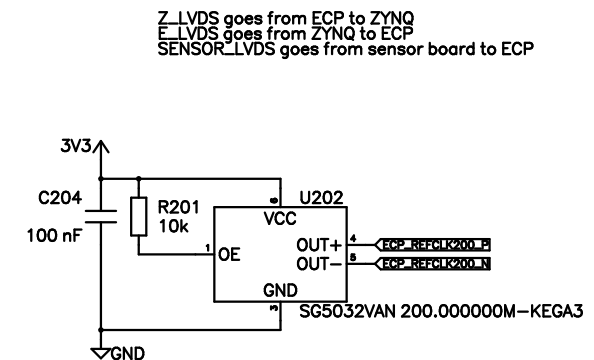 Z_LVDS goes from ECP to ZYNQ
E_LVDS goes from ZYNQ to ECP
SENSOR_LVDS goes from sensor board to ECP
3V3
C204
100 nF
R201
10k
U202
6
VCC
1
OE
OUT+
4
ECP_REFCLK200_P
OUT-
5
ECP_REFCLK200_N
GND
3
SG5032VAN 200.000000M-KEGA3
GND